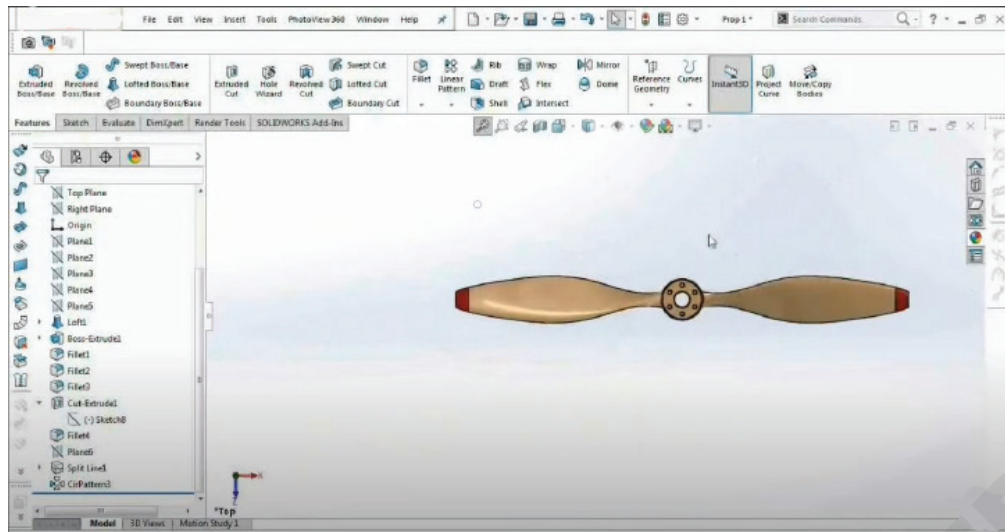 File Edit View Insert Tools PhotoView 360 Window Help Prop 1 * Search Commands
Extruded Boss/Base
Revolved Boss/Base
Swept Boss/Base
Lofted Boss/Base
Boundary Boss/Base
Extruded Cut
Hole Wizard
Revolved Cut
Swept Cut
Lofted Cut
Boundary Cut
Fillet
Linear Pattern
Rib
Draft
Shell
Wrap
Flex
Intersect
Mirror
Dome
Reference Geometry
Curves
Instant3D
Project Curve
Move/Copy Bodies
Features Sketch Evaluate DimXpert Render Tools SOLIDWORKS Add-Ins
Top Plane
Right Plane
Origin
Plane1
Plane2
Plane3
Plane4
Plane5
Loft1
Boss-Extrude1
Fillet1
Fillet2
Fillet3
Cut-Extrude1
(-) Sketch8
Fillet4
Plane6
Split Line1
CirPattern3
X
Z
*Top
Model 3D Views Motion Study 1